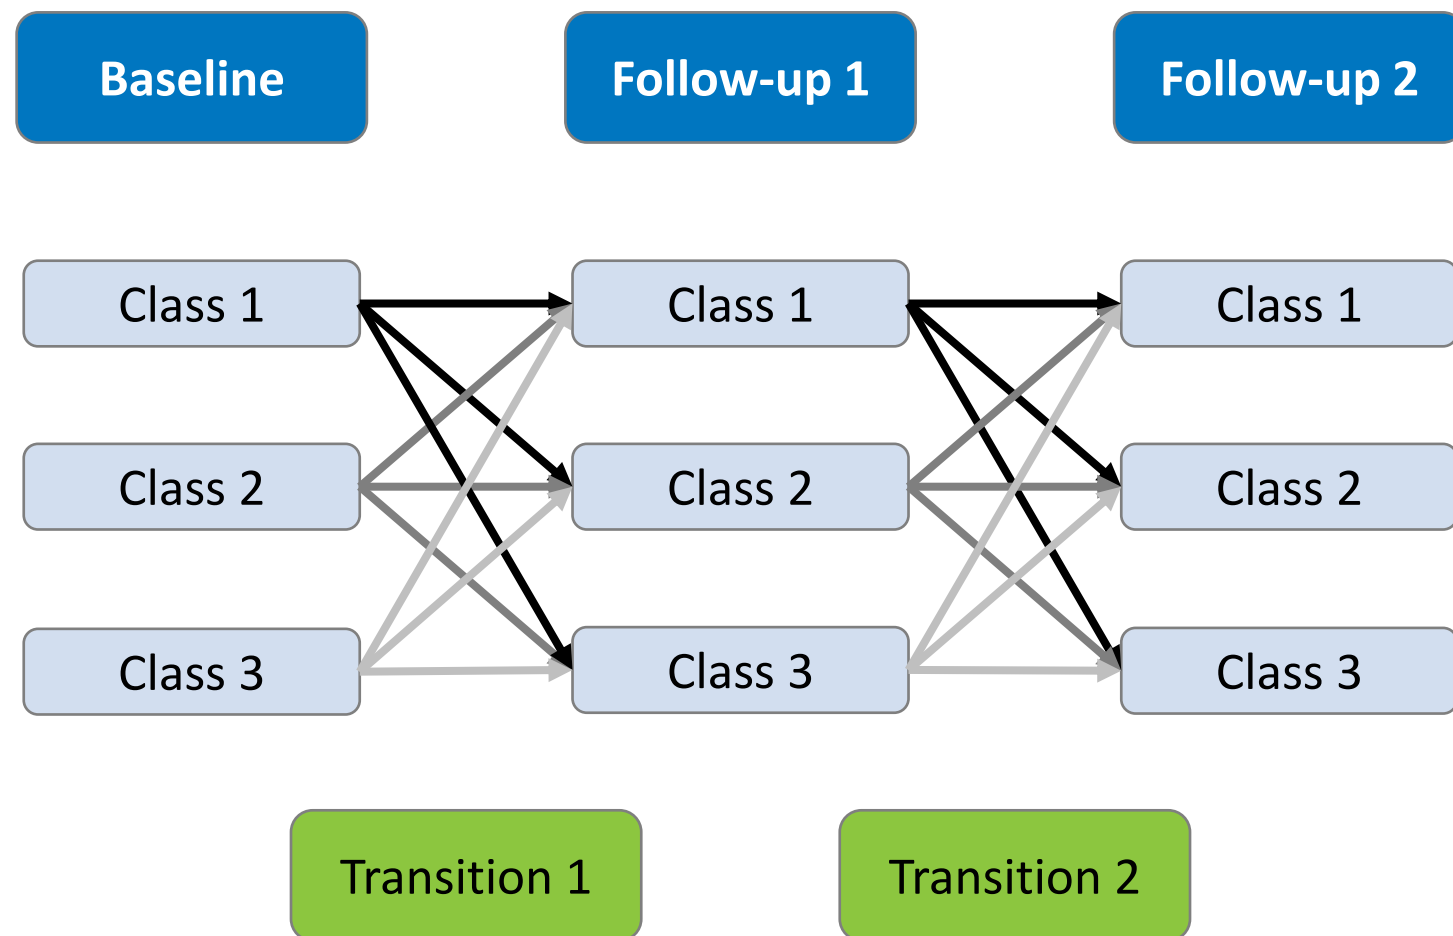 Baseline
Follow-up 1
Follow-up 2
Class 1
Class 1
Class 1
Class 2
Class 2
Class 2
Class 3
Class 3
Class 3
Transition 1
Transition 2